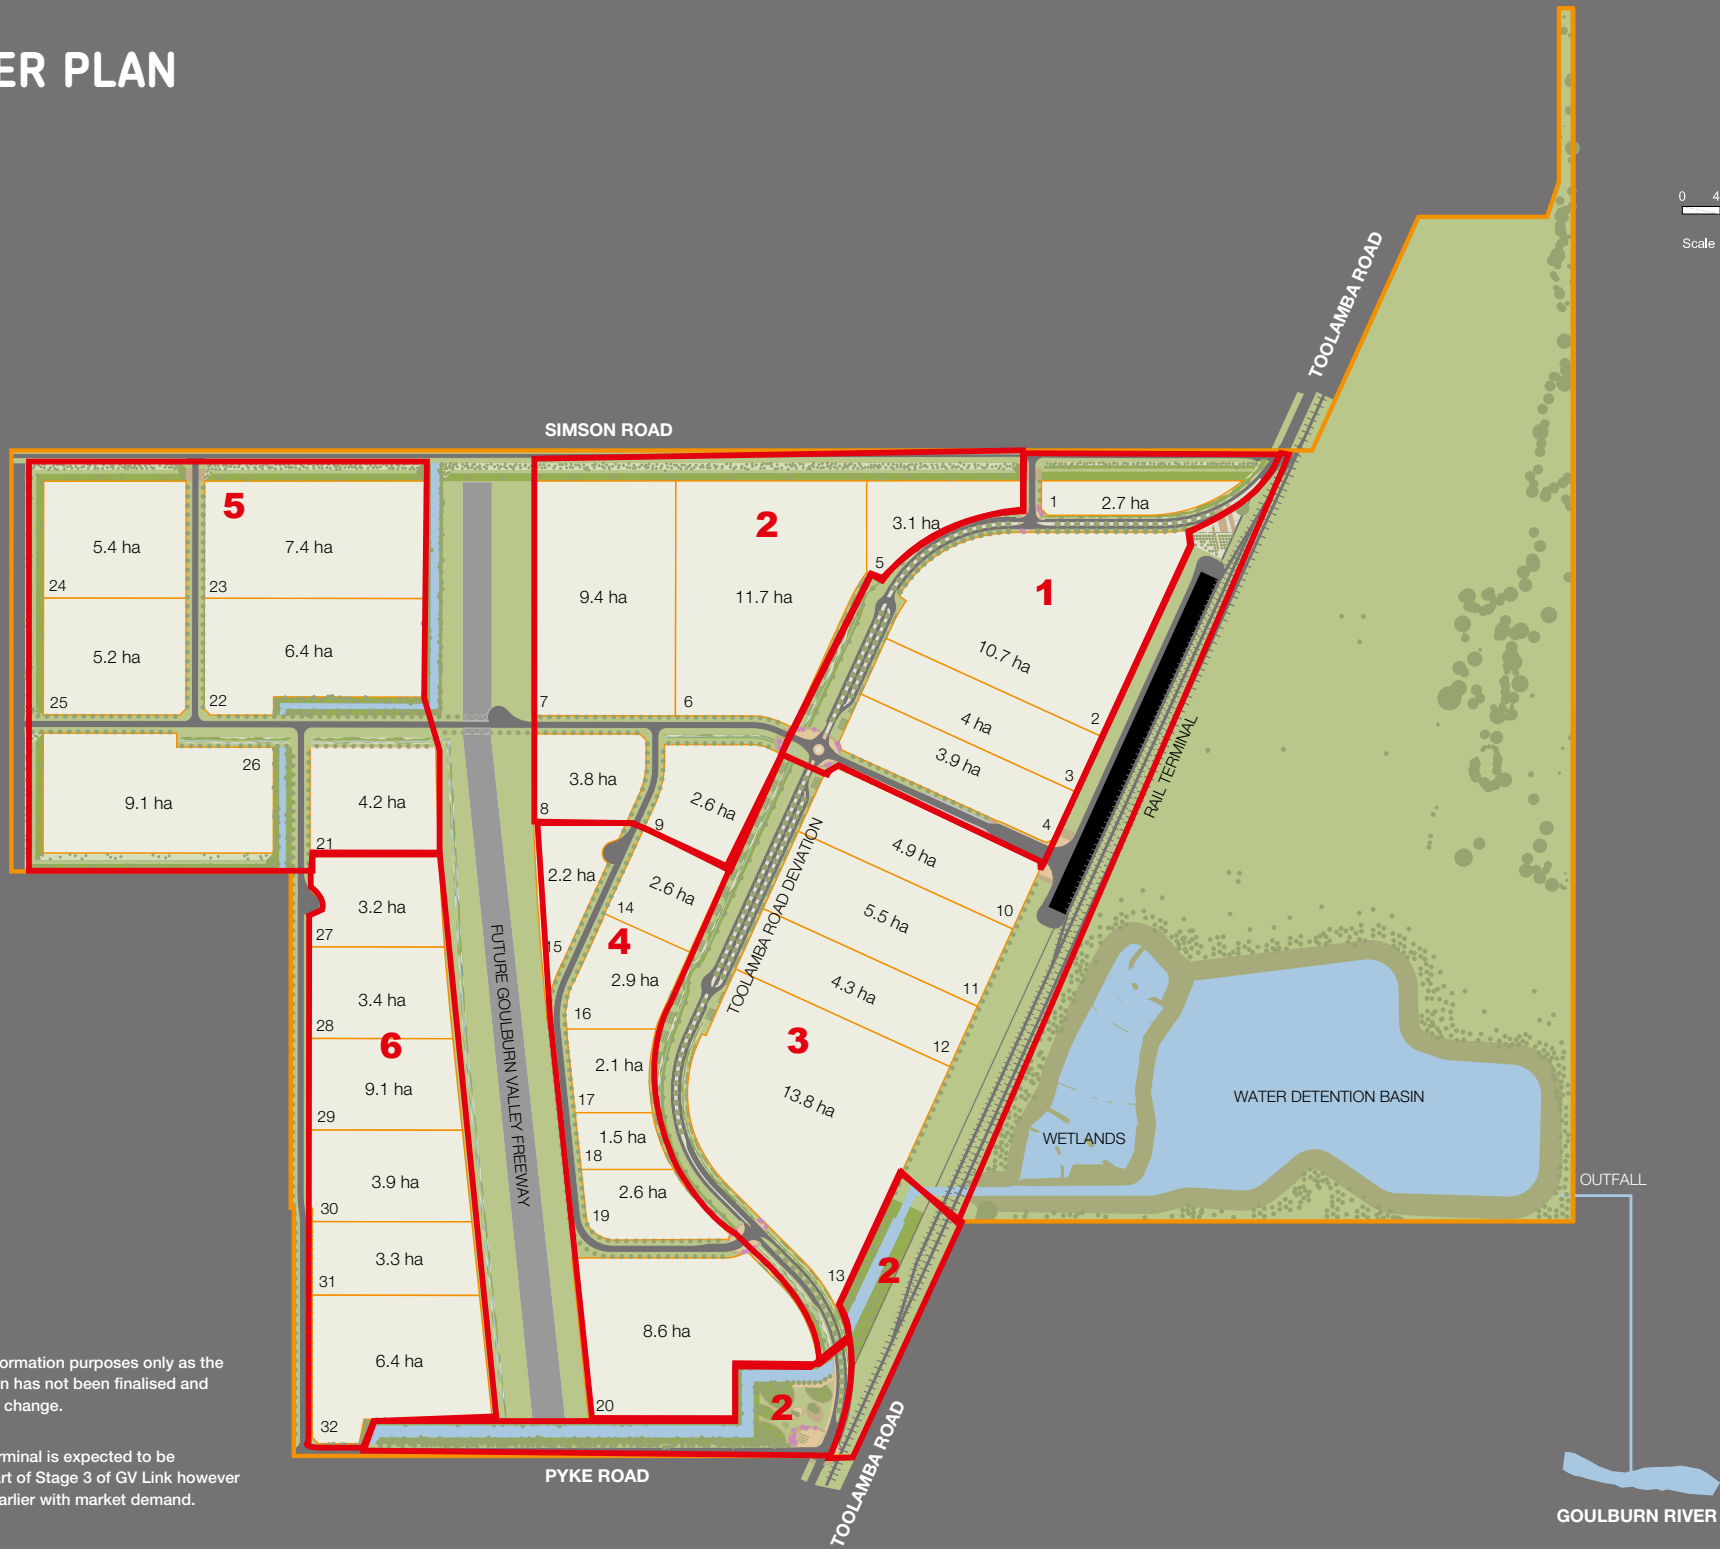 ER PLAN
0 4
Scale
TOOLAMBA ROAD
SIMSON ROAD
5
5.4 ha
24
7.4 ha
23
5.2 ha
25
6.4 ha
22
26
9.1 ha
4.2 ha
21
2
9.4 ha
7
11.7 ha
6
3.1 ha
5
3.8 ha
8
2.6 ha
9
1
1
2.7 ha
10.7 ha
2
4 ha
3
3.9 ha
4
RAIL TERMINAL
TOOLAMBA ROAD DEVIATION
FUTURE GOULBURN VALLEY FREEWAY
4
2.2 ha
15
2.6 ha
14
2.9 ha
16
2.1 ha
17
1.5 ha
18
2.6 ha
19
8.6 ha
20
3
4.9 ha
10
5.5 ha
11
4.3 ha
12
13.8 ha
13
2
2
6
3.2 ha
27
3.4 ha
28
9.1 ha
29
3.9 ha
30
3.3 ha
31
6.4 ha
32
WETLANDS
WATER DETENTION BASIN
OUTFALL
GOULBURN RIVER
PYKE ROAD
TOOLAMBA ROAD
ormation purposes only as the
n has not been finalised and
change.
rminal is expected to be
rt of Stage 3 of GV Link however
arlier with market demand.